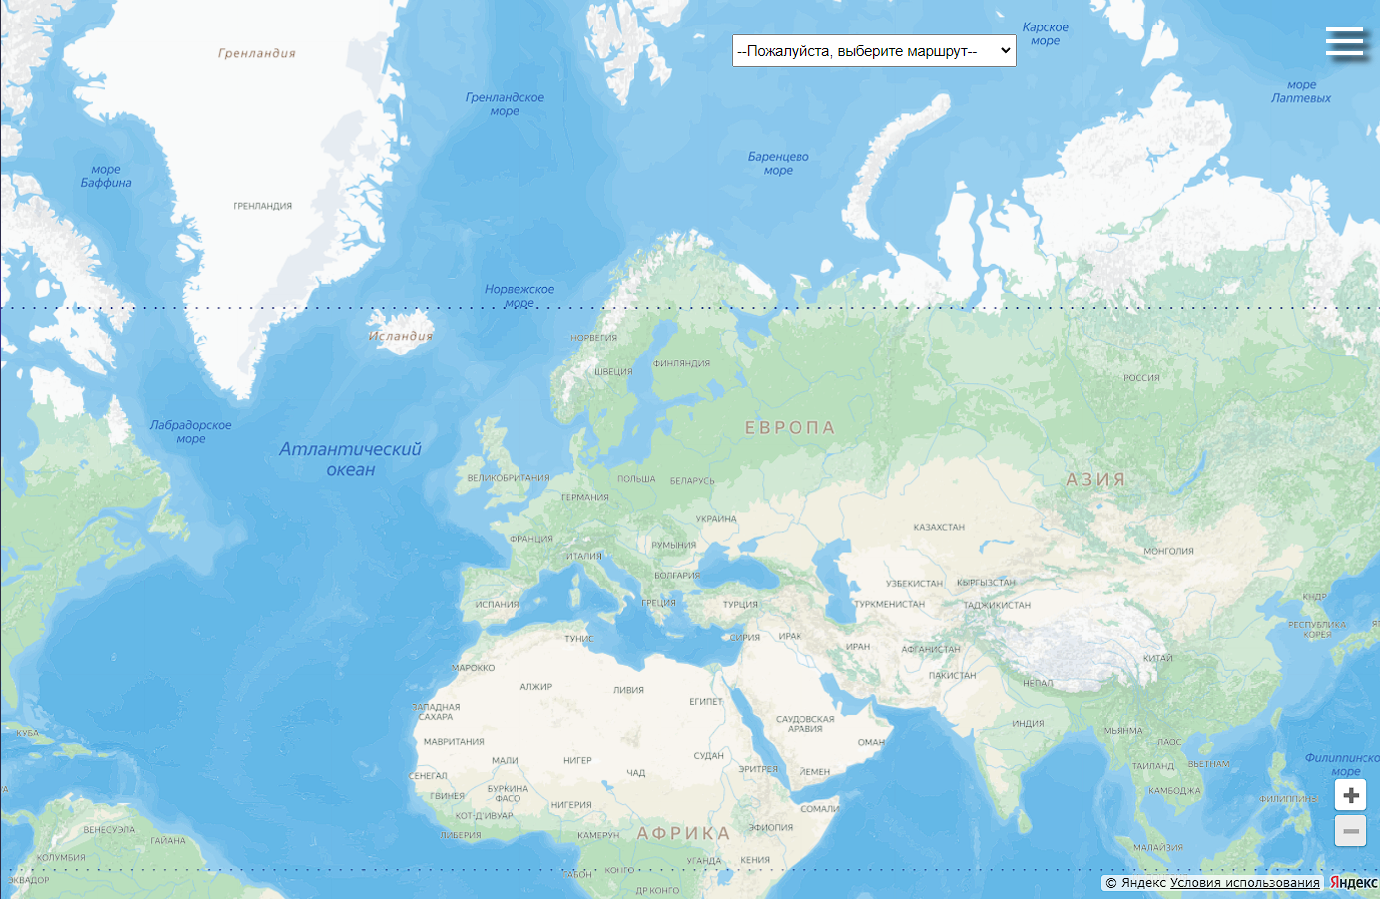 Карское
море
--Пожалуйста, выберите маршрут--
Гренландия
море
Лаптевых
Гренландское
море
Баренцево
море
море
Баффина
ГРЕНЛАНДИЯ
Норвежское
море
Исландия
НОРВЕГИЯ
ФИНЛЯНДИЯ
ШВЕЦИЯ
РОССИЯ
Лабрадорское
море
ЕВРОПА
Атлантический
океан
ВЕЛИКОБРИТАНИЯ
ПОЛЬША
БЕЛАРУСЬ
АЗИЯ
ГЕРМАНИЯ
УКРАИНА
КАЗАХСТАН
ФРАНЦИЯ
РУМЫНИЯ
МОНГОЛИЯ
ИТАЛИЯ
БОЛГАРИЯ
УЗБЕКИСТАН
КЫРГЫЗСТАН
ИСПАНИЯ
ГРЕЦИЯ
ТУРЦИЯ
ТУРКМЕНИСТАН
ТАДЖИКИСТАН
КНДР
РЕСПУБЛИКА
КОРЕЯ
ТУНИС
СИРИЯ
ИРАК
ИРАН
АФГАНИСТАН
КИТАЙ
МАРОККО
ПАКИСТАН
НЕПАЛ
АЛЖИР
ЛИВИЯ
ЕГИПЕТ
ЗАПАДНАЯ
САХАРА
САУДОВСКАЯ
АРАВИЯ
ИНДИЯ
МЬЯНМА
КУБА
МАВРИТАНИЯ
ОМАН
ЛАОС
МАЛИ
НИГЕР
СУДАН
ЧАД
ЭРИТРЕЯ
ЙЕМЕН
ТАИЛАНД
ВЬЕТНАМ
Филиппинско
море
СЕНЕГАЛ
ГВИНЕЯ
БУРКИНА
ФАСО
НИГЕРИЯ
КАМБОДЖА
ФИЛИППИНЫ
СОМАЛИ
КОТ-Д'ИВУАР
ЛИБЕРИЯ
КАМЕРУН
АФРИКА
ЭФИОПИЯ
ВЕНЕСУЭЛА
ГАЙАНА
МАЛАЙЗИЯ
КОЛУМБИЯ
УГАНДА
КЕНИЯ
ГАБОН
КОНГО
ЭКВАДОР
ДР КОНГО
© Яндекс Условия использования Яндекс